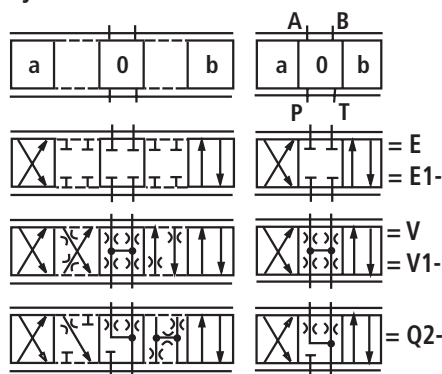 A B
a 0 b a 0 b
P T
= E
= E1-
= V
= V1-
= Q2-